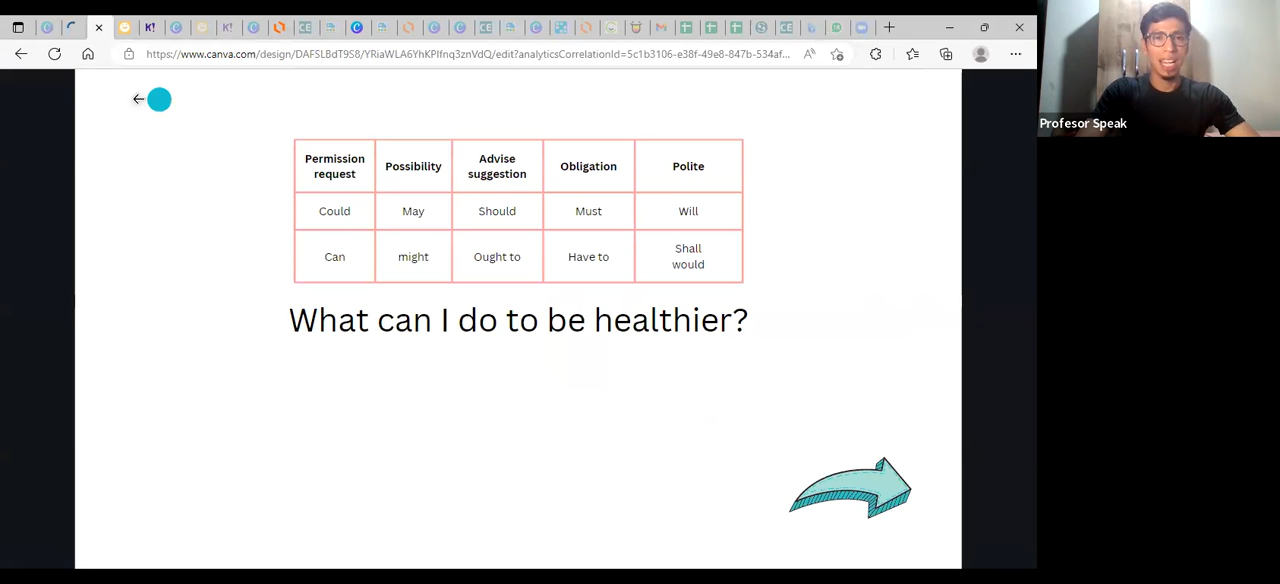 https://www.canva.com/design/DAFSLBdT9S8/YRiaWLA6YhKPIfnq3znVdQ/edit?analyticsCorrelationId=5c1b3106-e38f-49e8-847b-534af...
Profesor Speak
Permission request Possibility Advise suggestion Obligation Polite
Could May Should Must Will
Can might Ought to Have to Shall would
What can I do to be healthier?